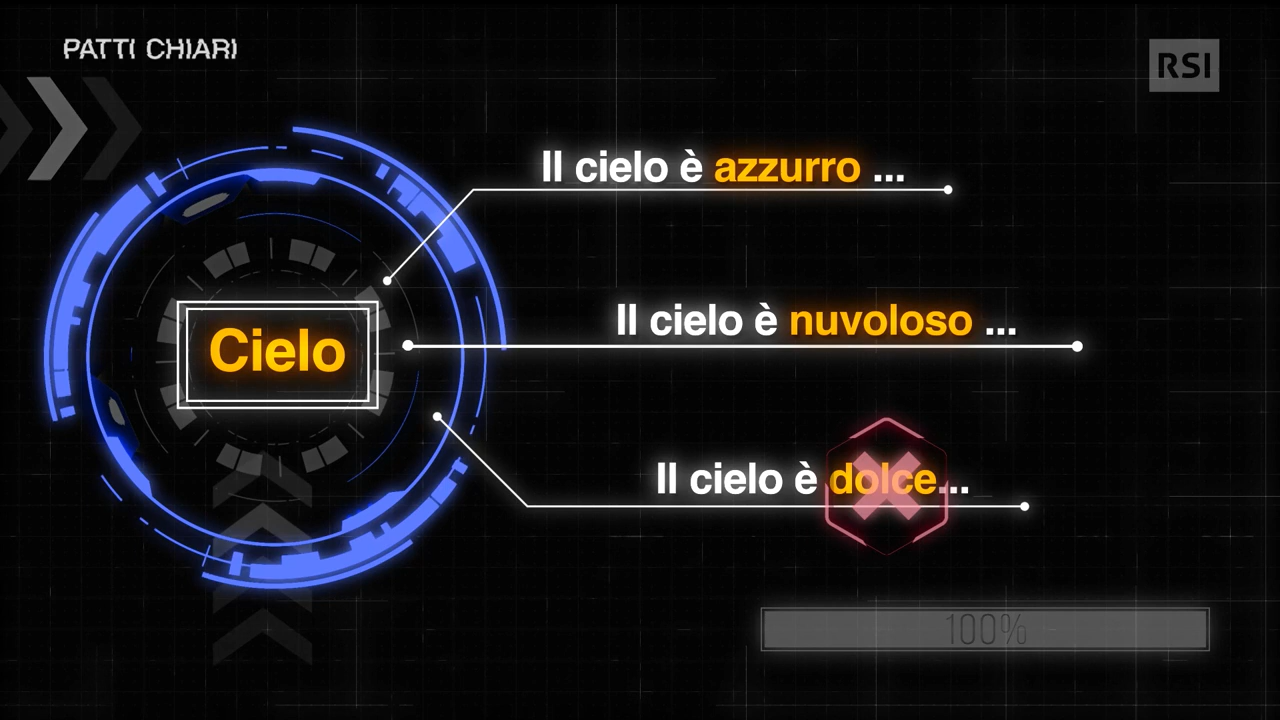 PATTI CHIARI
RSI
Il cielo è azzurro ...
Il cielo è nuvoloso ...
Cielo
Il cielo è dolce...
100%